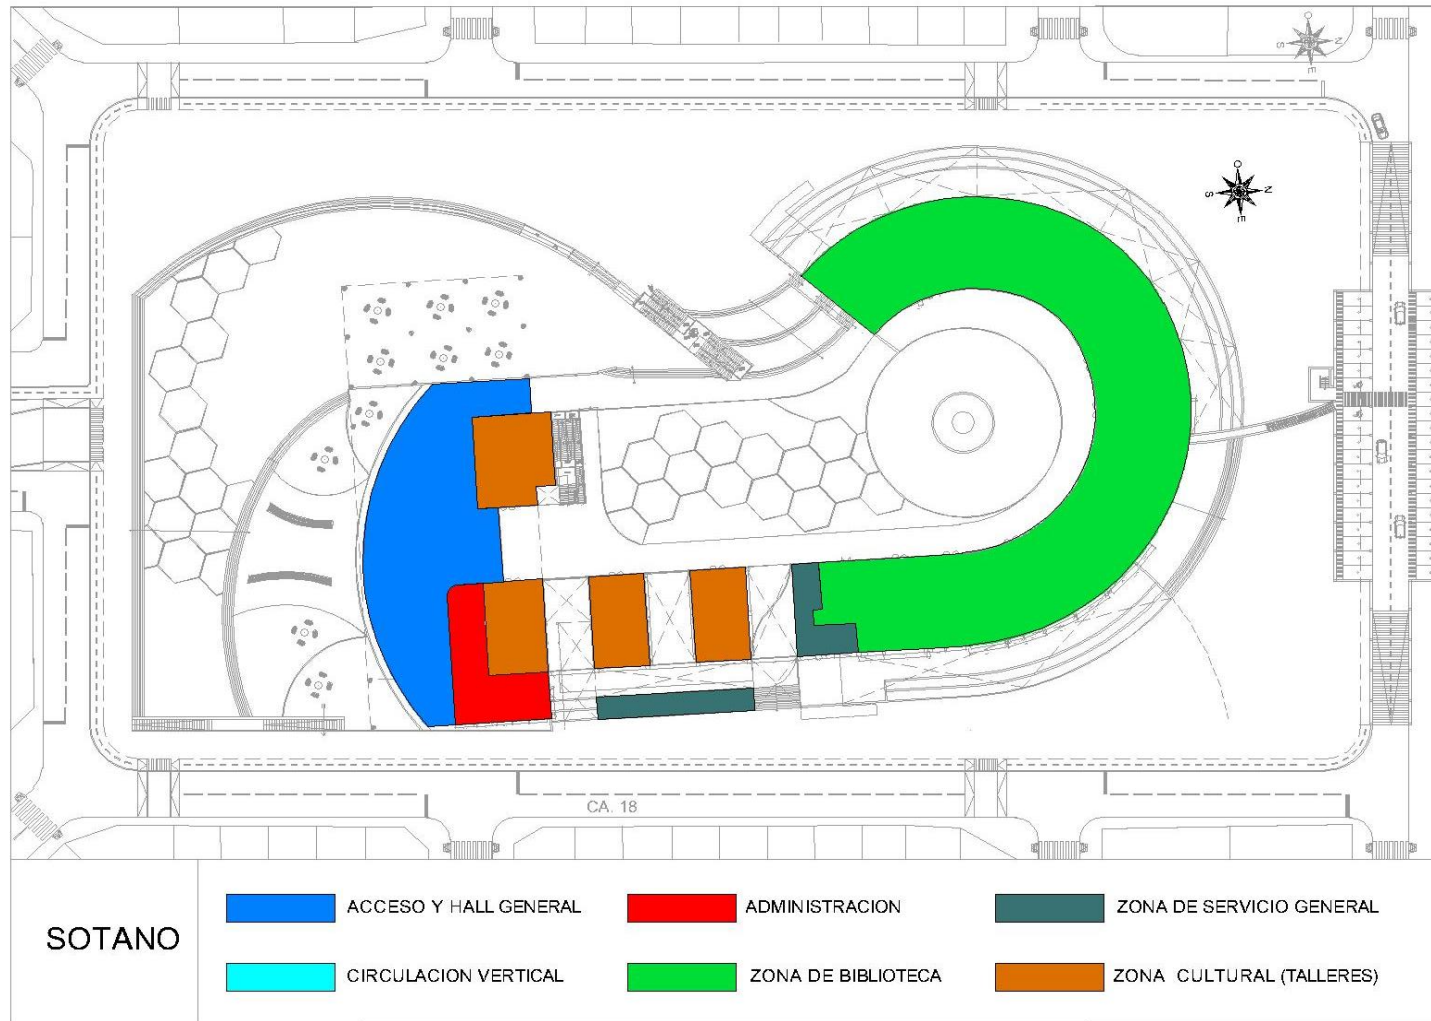 O
S N
E
O
S N
E
CA. 18
SOTANO
ACCESO Y HALL GENERAL
ADMINISTRACION
ZONA DE SERVICIO GENERAL
CIRCULACION VERTICAL
ZONA DE BIBLIOTECA
ZONA CULTURAL (TALLERES)